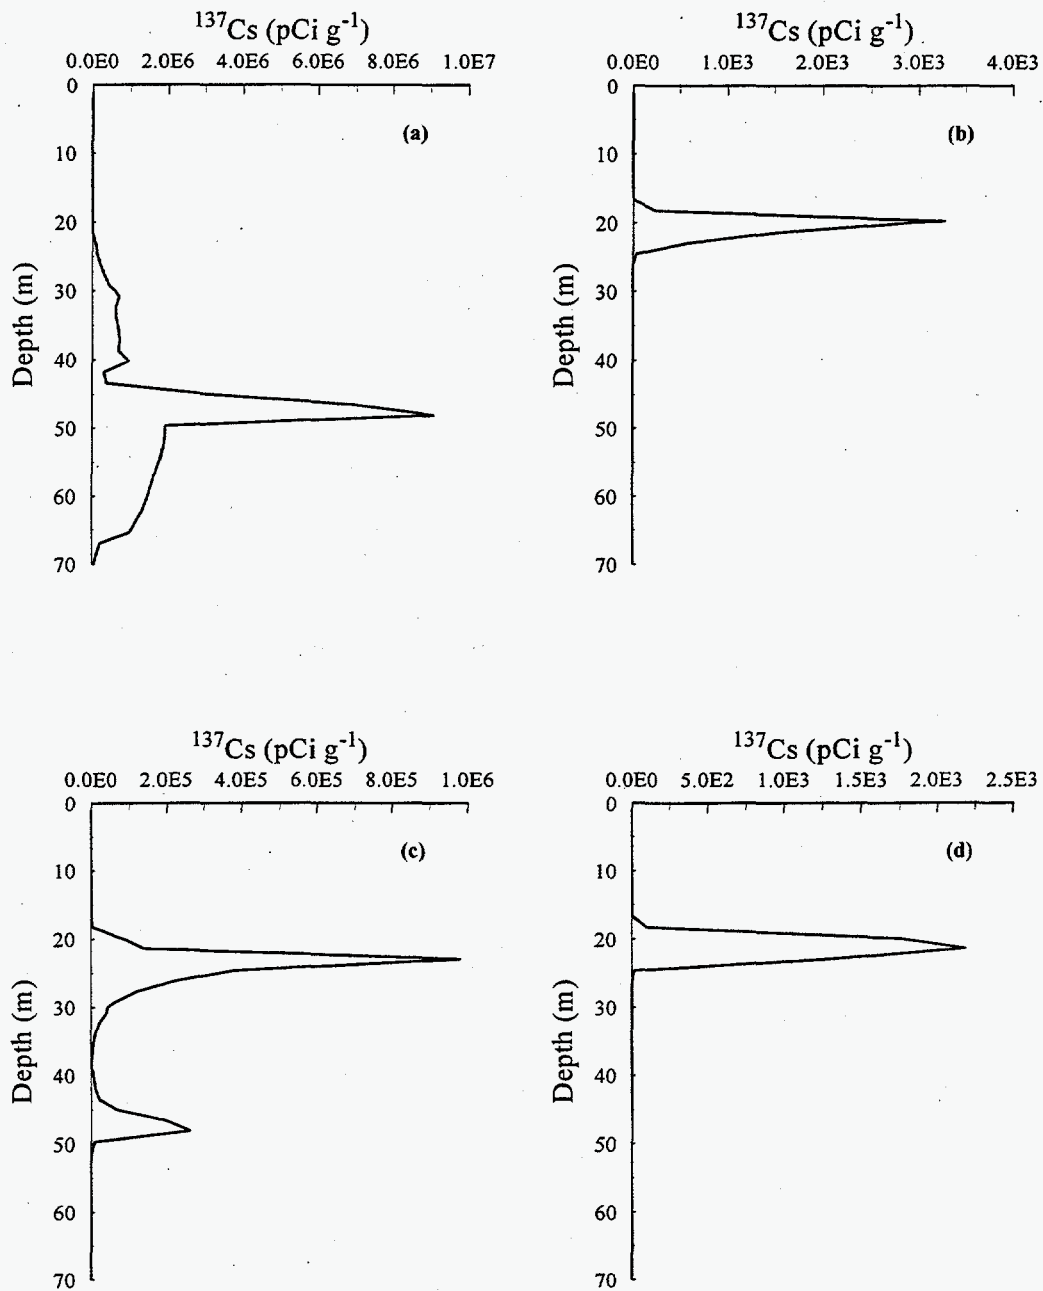 137Cs (pCi g-1)
0.0E0 2.0E6 4.0E6 6.0E6 8.0E6 1.0E7
0
10
20
30
40
50
60
70
Depth (m)
(a)
137Cs (pCi g-1)
0.0E0 1.0E3 2.0E3 3.0E3 4.0E3
0
10
20
30
40
50
60
70
Depth (m)
(b)
137Cs (pCi g-1)
0.0E0 2.0E5 4.0E5 6.0E5 8.0E5 1.0E6
0
10
20
30
40
50
60
70
Depth (m)
(c)
137Cs (pCi g-1)
0.0E0 5.0E2 1.0E3 1.5E3 2.0E3 2.5E3
0
10
20
30
40
50
60
70
Depth (m)
(d)